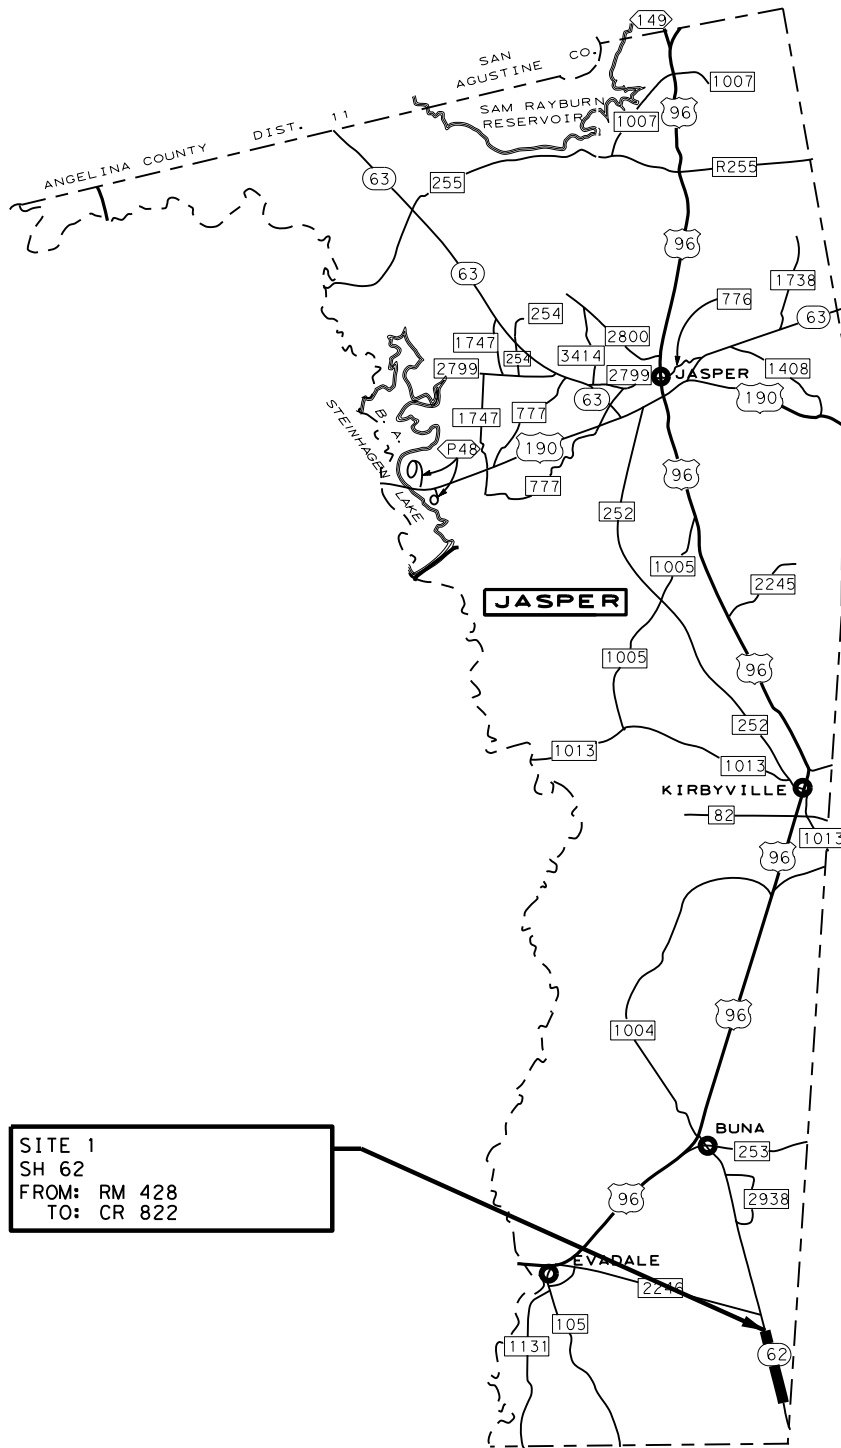 149
SAN
AGUSTINE CO.
1007
SAM RAYBURN
RESERVOIR
1007
96
DIST. 11
ANGELINA COUNTY
R255
63
255
96
63
1738
776
63
254
2800
1747
3414
254
2799
2799
JASPER
1408
63
190
777
1747
B. A.
STEINHAGEN
LAKE
P48
190
96
777
252
1005
2245
JASPER
1005
96
252
1013
1013
KIRBYVILLE
82
1013
96
96
1004
BUNA
253
SITE 1
SH 62
FROM: RM 428
TO: CR 822
96
2938
EVADALE
2246
105
1131
62